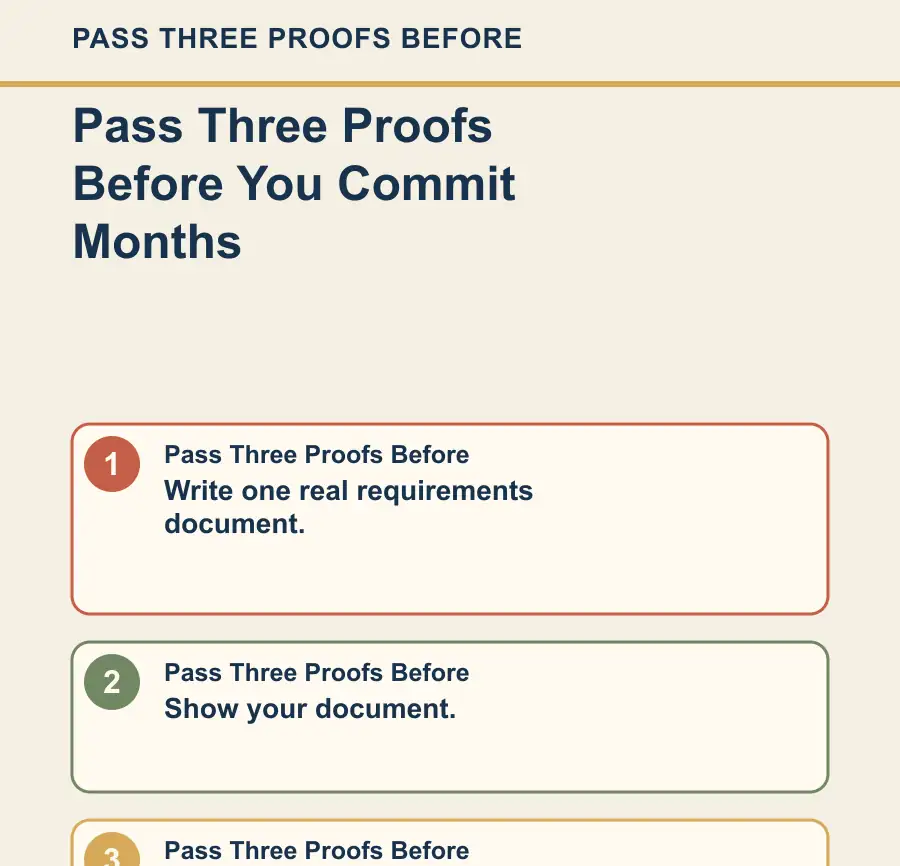 PASS THREE PROOFS BEFORE
Pass Three Proofs
Before You Commit
Months
1
Pass Three Proofs Before
Write one real requirements
document.
2
Pass Three Proofs Before
Show your document.
3
Pass Three Proofs Before